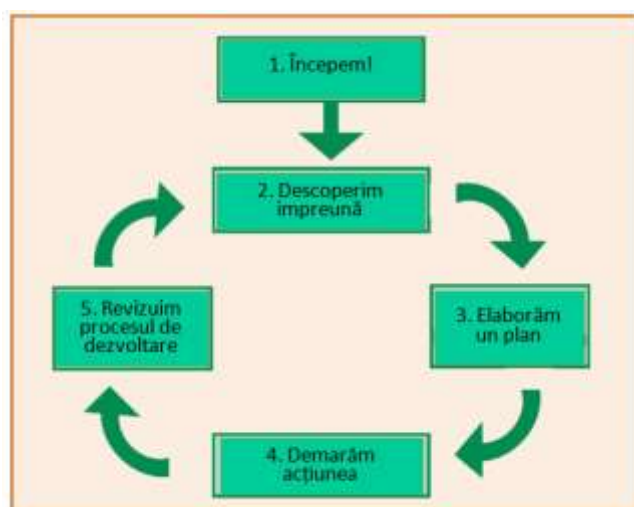 1. Începem!
2. Descoperim
împreună
3. Elaborăm
un plan
4. Demarăm
acțiunea
5. Revizuim
procesul de
dezvoltare